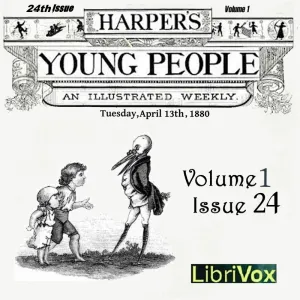 24th Issue
Volume 1
HARPER'S
YOUNG PEOPLE
AN ILLUSTRATED WEEKLY.
Tuesday, April 13th, 1880
Volume 1
Issue 24
LibriVox